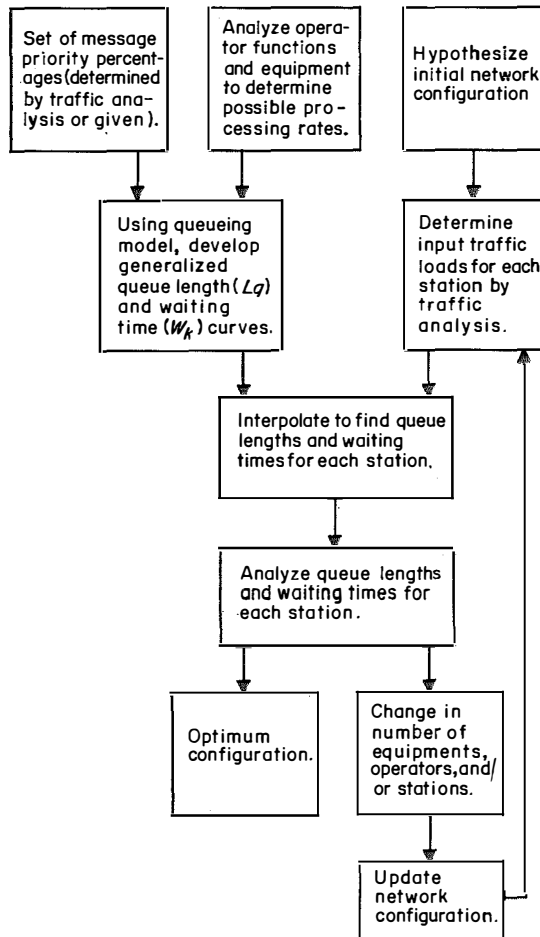 Set of message
priority percent-
ages(determined
by traffic ana-
lysis or given).
Analyze opera-
tor functions
and equipment
to determine
possible pro-
cessing rates.
Hypothesize
initial network
configuration
Using queueing
model, develop
generalized
queue length(Lq)
and waiting
time (Wk) curves.
Determine
input traffic
loads for each
station by
traffic
analysis.
Interpolate to find queue
lengths and waiting
times for each station.
Analyze queue lengths
and waiting times for
each station.
Optimum
configuration.
Change in
number of
equipments,
operators,and/
or stations.
Update
network
configuration.